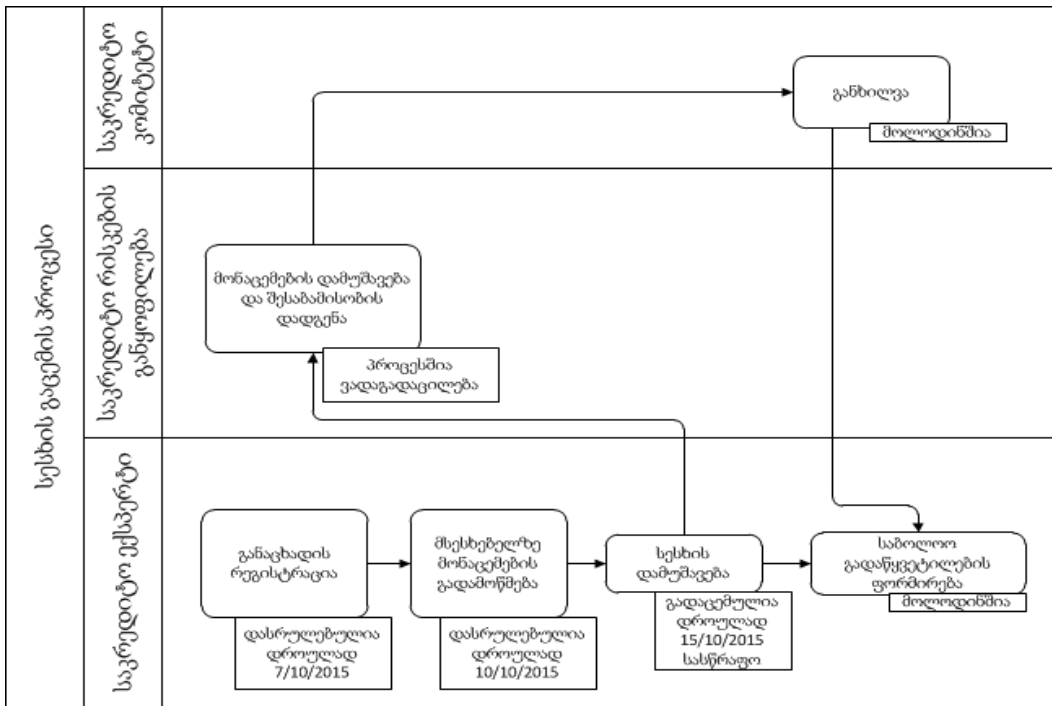 სესხის გაცემის პროცესი
საკრედიტო
კომიტეტი
განხილვა
მოლოდინშია
საკრედიტო რისკების
განყოფილება
მონაცემების დამუშავება
და შესაბამისობის
დადგენა
პროცესშია
ვადაგადაცილება
საკრედიტო ექსპერტი
განაცხადის
რეგისტრაცია
დასრულებულია
დროულად
7/10/2015
მსესხებელზე
მონაცემების
გადამოწმება
დასრულებულია
დროულად
10/10/2015
სესხის
დამუშავება
გადაცემულია
დროულად
15/10/2015
სასწრაფო
საბოლოო
გადაწყვეტილების
ფორმირება
მოლოდინშია